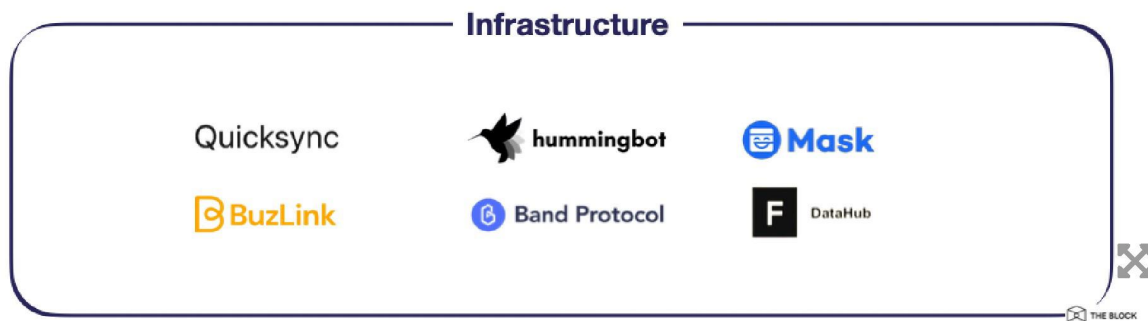 Infrastructure
Quicksync
hummingbot
Mask
BuzLink
Band Protocol
F DataHub
THE BLOCK